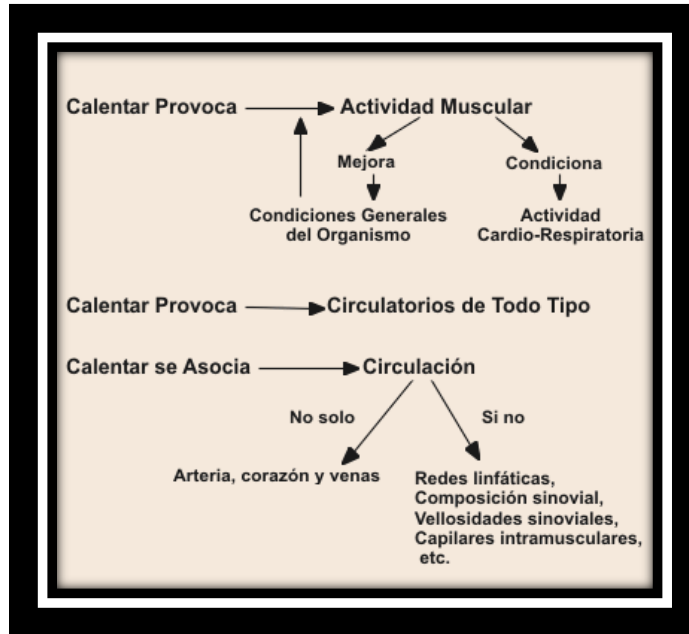 Calentar Provoca
Actividad Muscular
Mejora
Condiciona
Condiciones Generales
del Organismo
Actividad
Cardio-Respiratoria
Calentar Provoca
Circulatorios de Todo Tipo
Calentar se Asocia
Circulación
No solo
Si no
Arteria, corazón y venas
Redes linfáticas,
Composición sinovial,
Vellosidades sinoviales,
Capilares intramusculares,
etc.